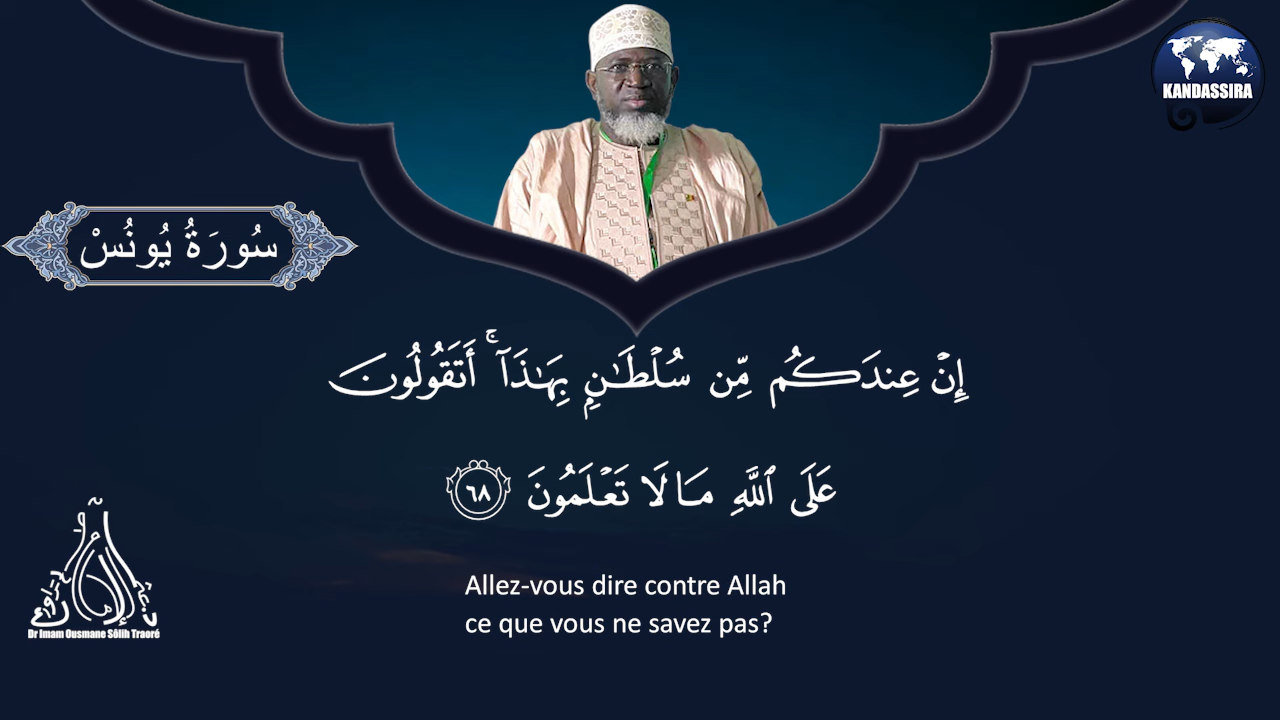 KANDASSIRA
سُورَةُ يُونُسْ
إِنْ عِندَكُم مِّن سُلْطَٰنٍۭ بِهَٰذَآ ۚ أَتَقُولُونَ
عَلَى ٱللَّهِ مَا لَا تَعْلَمُونَ ٦٨
Allez-vous dire contre Allah
ce que vous ne savez pas?
Dr Imam Ousmane Sôlih Traoré